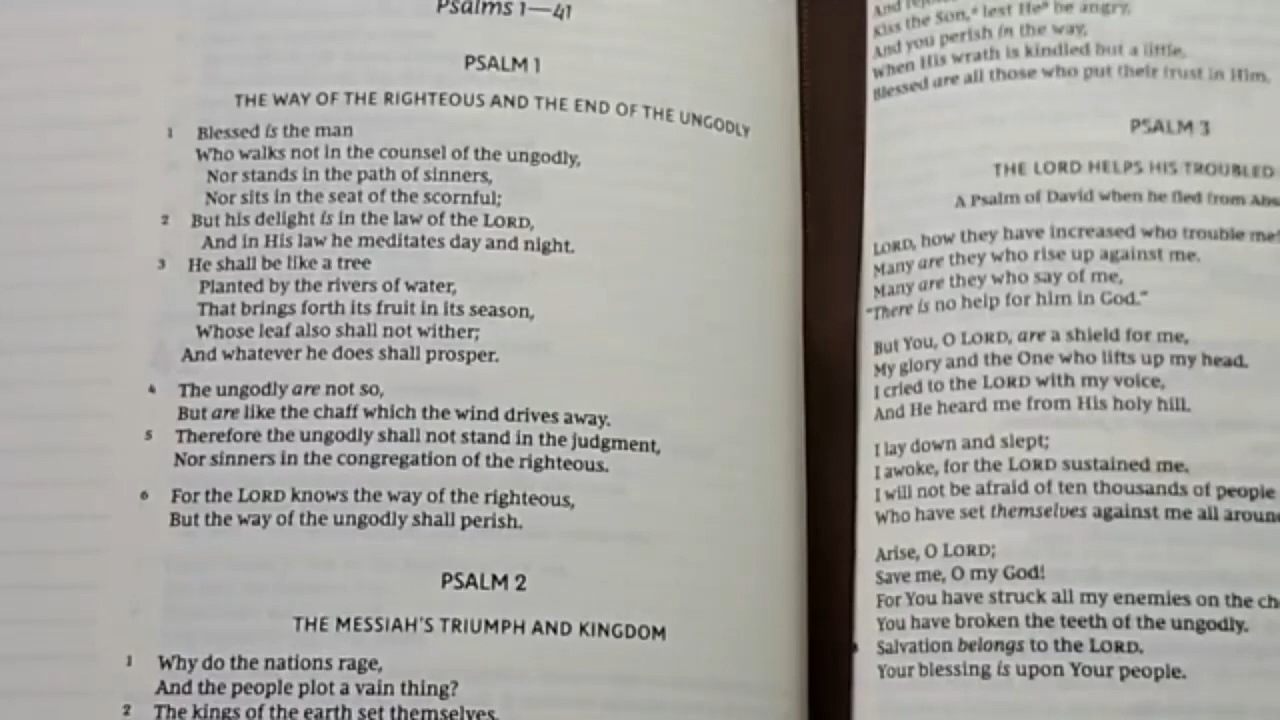 Psalms 1—41
PSALM 1
THE WAY OF THE RIGHTEOUS AND THE END OF THE UNGODLY
1 Blessed is the man
Who walks not in the counsel of the ungodly,
Nor stands in the path of sinners,
Nor sits in the seat of the scornful;
2 But his delight is in the law of the LORD,
And in His law he meditates day and night.
3 He shall be like a tree
Planted by the rivers of water,
That brings forth its fruit in its season,
Whose leaf also shall not wither;
And whatever he does shall prosper.
4 The ungodly are not so,
But are like the chaff which the wind drives away.
5 Therefore the ungodly shall not stand in the judgment,
Nor sinners in the congregation of the righteous.
6 For the LORD knows the way of the righteous,
But the way of the ungodly shall perish.
PSALM 2
THE MESSIAH'S TRIUMPH AND KINGDOM
1 Why do the nations rage,
And the people plot a vain thing?
2 The kings of the earth set themselves,
And
Kiss the Son, lest He be angry,
And you perish in the way,
When His wrath is kindled but a little.
Blessed are all those who put their trust in Him.
PSALM 3
THE LORD HELPS HIS TROUBLED
A Psalm of David when he fled from Abs
LORD, how they have increased who trouble me!
Many are they who rise up against me.
Many are they who say of me,
"There is no help for him in God."
But You, O LORD, are a shield for me,
My glory and the One who lifts up my head.
I cried to the LORD with my voice,
And He heard me from His holy hill.
I lay down and slept;
I awoke, for the LORD sustained me.
I will not be afraid of ten thousands of people
Who have set themselves against me all aroun
Arise, O LORD;
Save me, O my God!
For You have struck all my enemies on the ch
You have broken the teeth of the ungodly.
Salvation belongs to the LORD.
Your blessing is upon Your people.